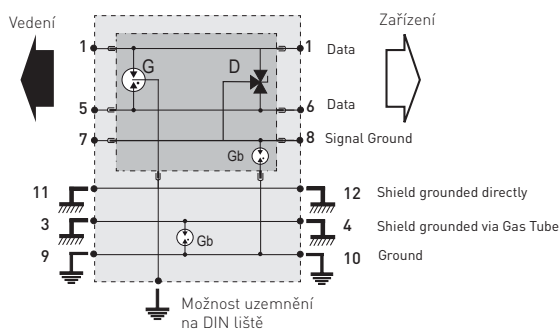 Vedení
Zařízení
1
G
D
1 Data
5
6 Data
7
8 Signal Ground
Gb
11
12 Shield grounded directly
3
4 Shield grounded via Gas Tube
Gb
9
10 Ground
Možnost uzemnění
na DIN liště